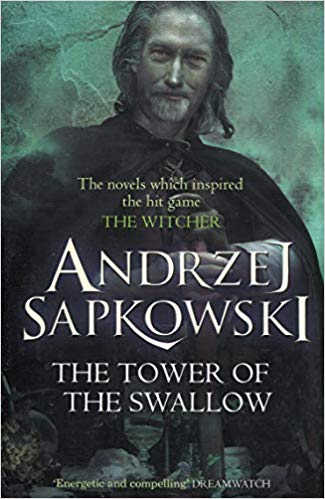 The novels which inspired
the hit game
THE WITCHER
ANDRZEJ
SAPKOWSKI
THE TOWER OF
THE SWALLOW
'Energetic and compelling' DREAMWATCH